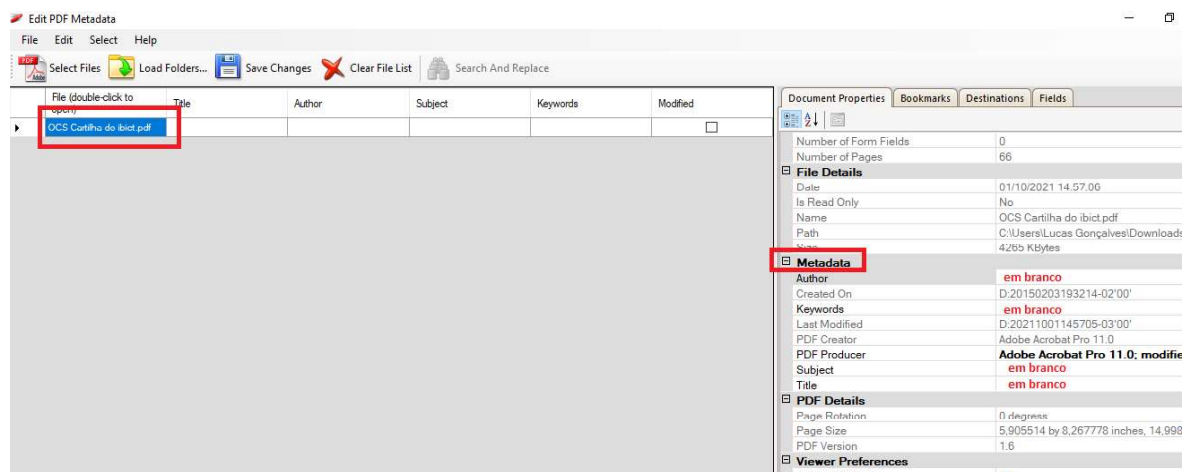 Edit PDF Metadata
File Edit Select Help
Select Files Load Folders... Save Changes Clear File List Search And Replace
File (double-click to open) Title Author Subject Keywords Modified
OCS Cartilha do ibict.pdf
Document Properties Bookmarks Destinations Fields
Number of Form Fields 0
Number of Pages 66
File Details
Date 01/10/2021 14:57:06
Is Read Only No
Name OCS Cartilha do ibict.pdf
Path C:\Users\Lucas Gonçalves\Downloads
Size 4265 KBytes
Metadata
Author em branco
Created On D:20150203193214-02'00'
Keywords em branco
Last Modified D:20211001145705-03'00'
PDF Creator Adobe Acrobat Pro 11.0
PDF Producer Adobe Acrobat Pro 11.0; modifie
Subject em branco
Title em branco
PDF Details
Page Rotation 0 degress
Page Size 5,905514 by 8,267778 inches, 14,998
PDF Version 1.6
Viewer Preferences